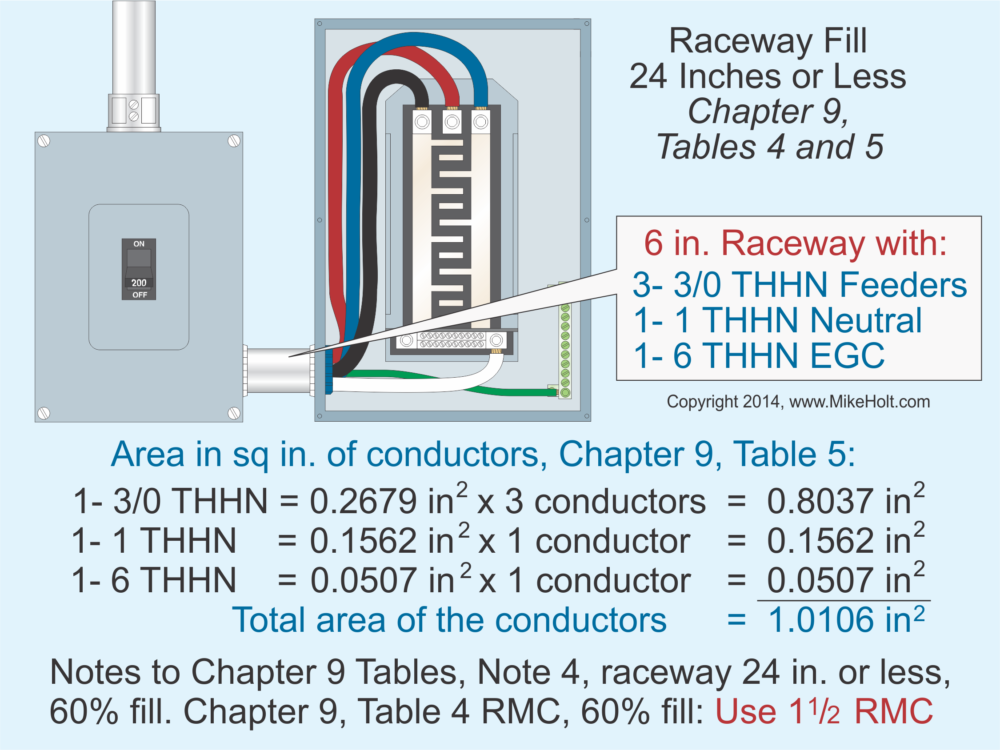 Raceway Fill
24 Inches or Less
Chapter 9,
Tables 4 and 5
ON
200
OFF
6 in. Raceway with:
3- 3/0 THHN Feeders
1- 1 THHN Neutral
1- 6 THHN EGC
Copyright 2014, www.MikeHolt.com
Area in sq in. of conductors, Chapter 9, Table 5:
1- 3/0 THHN = 0.2679 in² x 3 conductors = 0.8037 in²
1- 1 THHN = 0.1562 in² x 1 conductor = 0.1562 in²
1- 6 THHN = 0.0507 in² x 1 conductor = 0.0507 in²
Total area of the conductors = 1.0106 in²
Notes to Chapter 9 Tables, Note 4, raceway 24 in. or less,
60% fill. Chapter 9, Table 4 RMC, 60% fill: Use 1 1/2 RMC